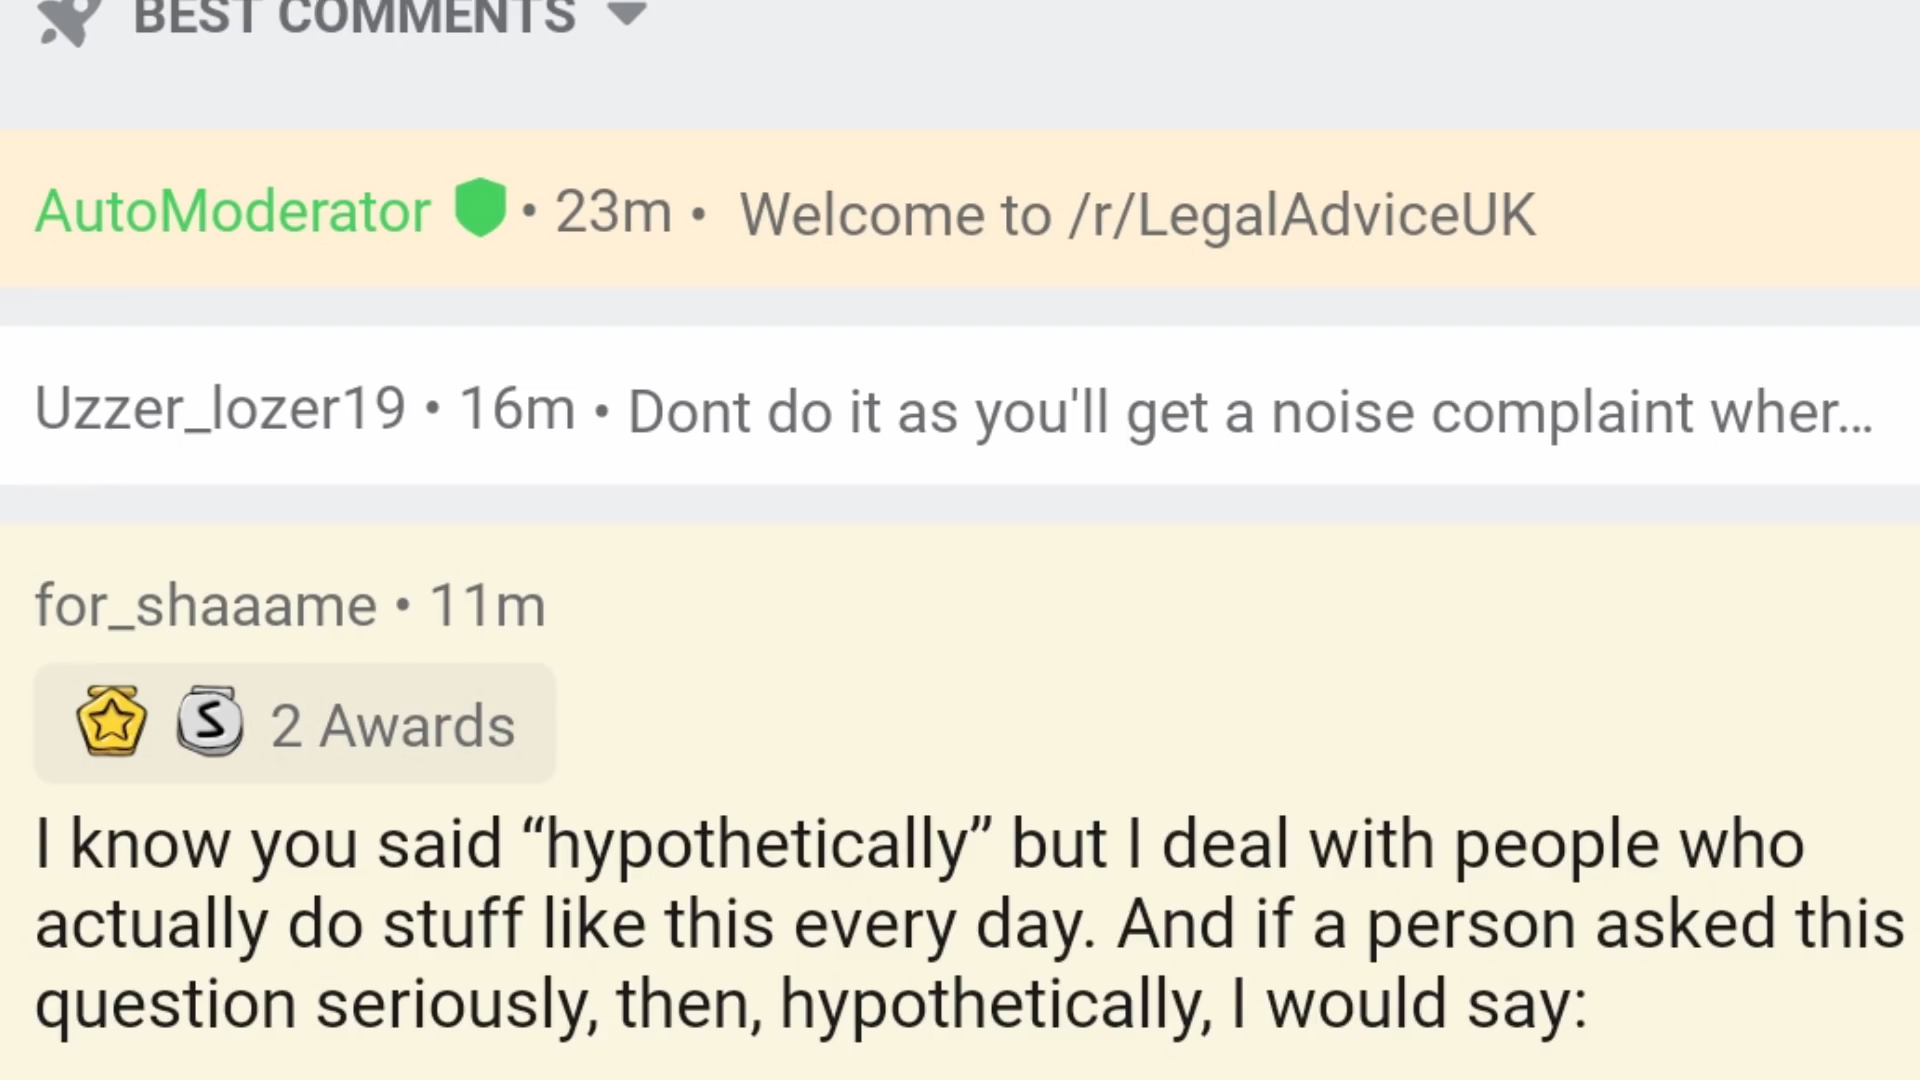 BEST COMMENTS
AutoModerator • 23m • Welcome to /r/LegalAdviceUK
Uzzer_lozer19 • 16m • Dont do it as you'll get a noise complaint wher...
for_shaaame • 11m
S 2 Awards
I know you said “hypothetically” but I deal with people who
actually do stuff like this every day. And if a person asked this
question seriously, then, hypothetically, I would say: